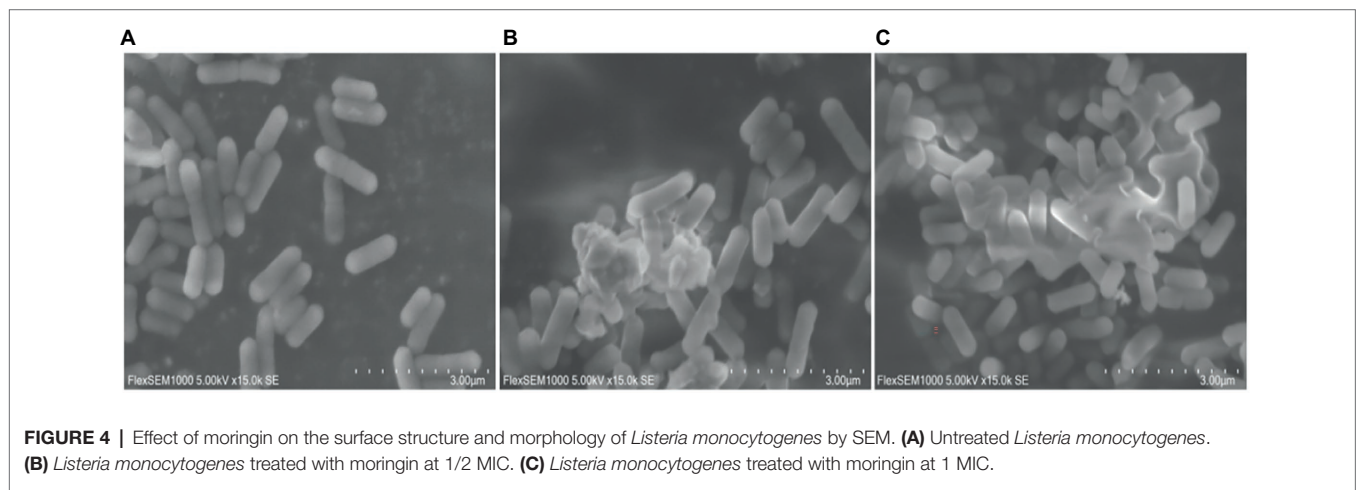 A B C
FlexSEM1000 5.00kV x15.0k SE 3.00µm FlexSEM1000 5.00kV x15.0k SE 3.00µm FlexSEM1000 5.00kV x15.0k SE 3.00µm
FIGURE 4 | Effect of moringin on the surface structure and morphology of Listeria monocytogenes by SEM. (A) Untreated Listeria monocytogenes.
(B) Listeria monocytogenes treated with moringin at 1/2 MIC. (C) Listeria monocytogenes treated with moringin at 1 MIC.